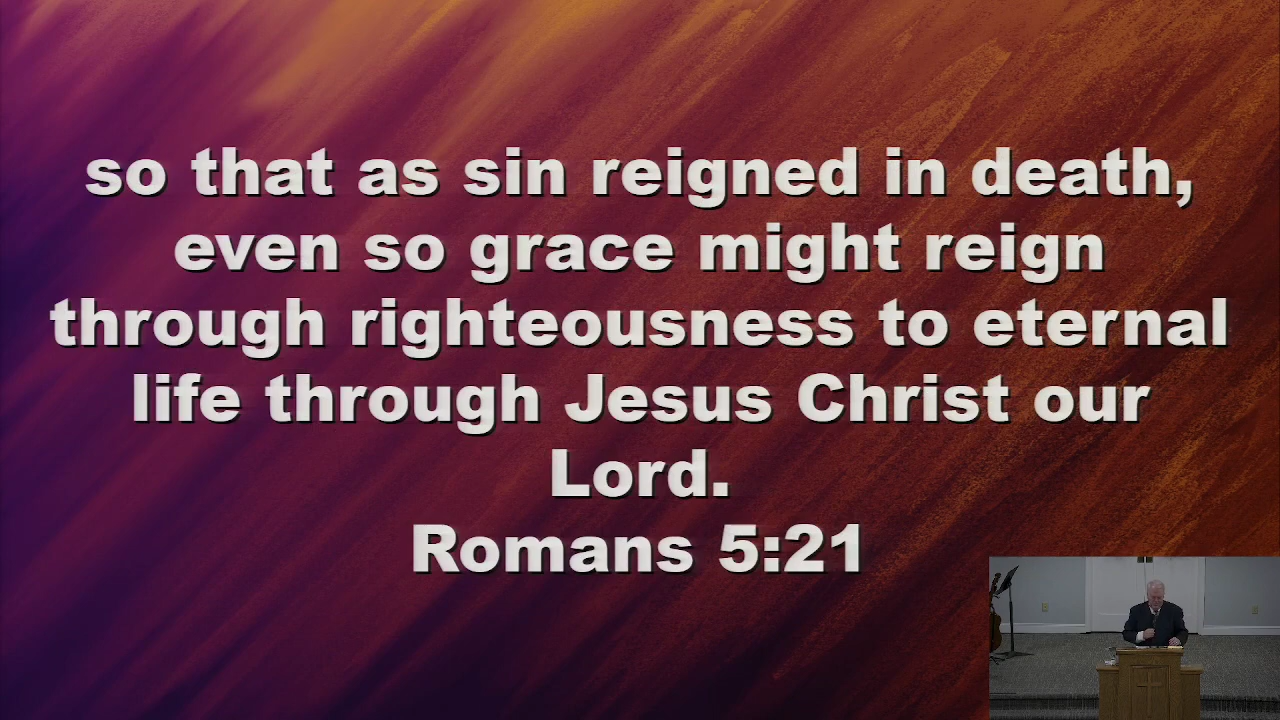 so that as sin reigned in death,
even so grace might reign
through righteousness to eternal
life through Jesus Christ our
Lord.
Romans 5:21